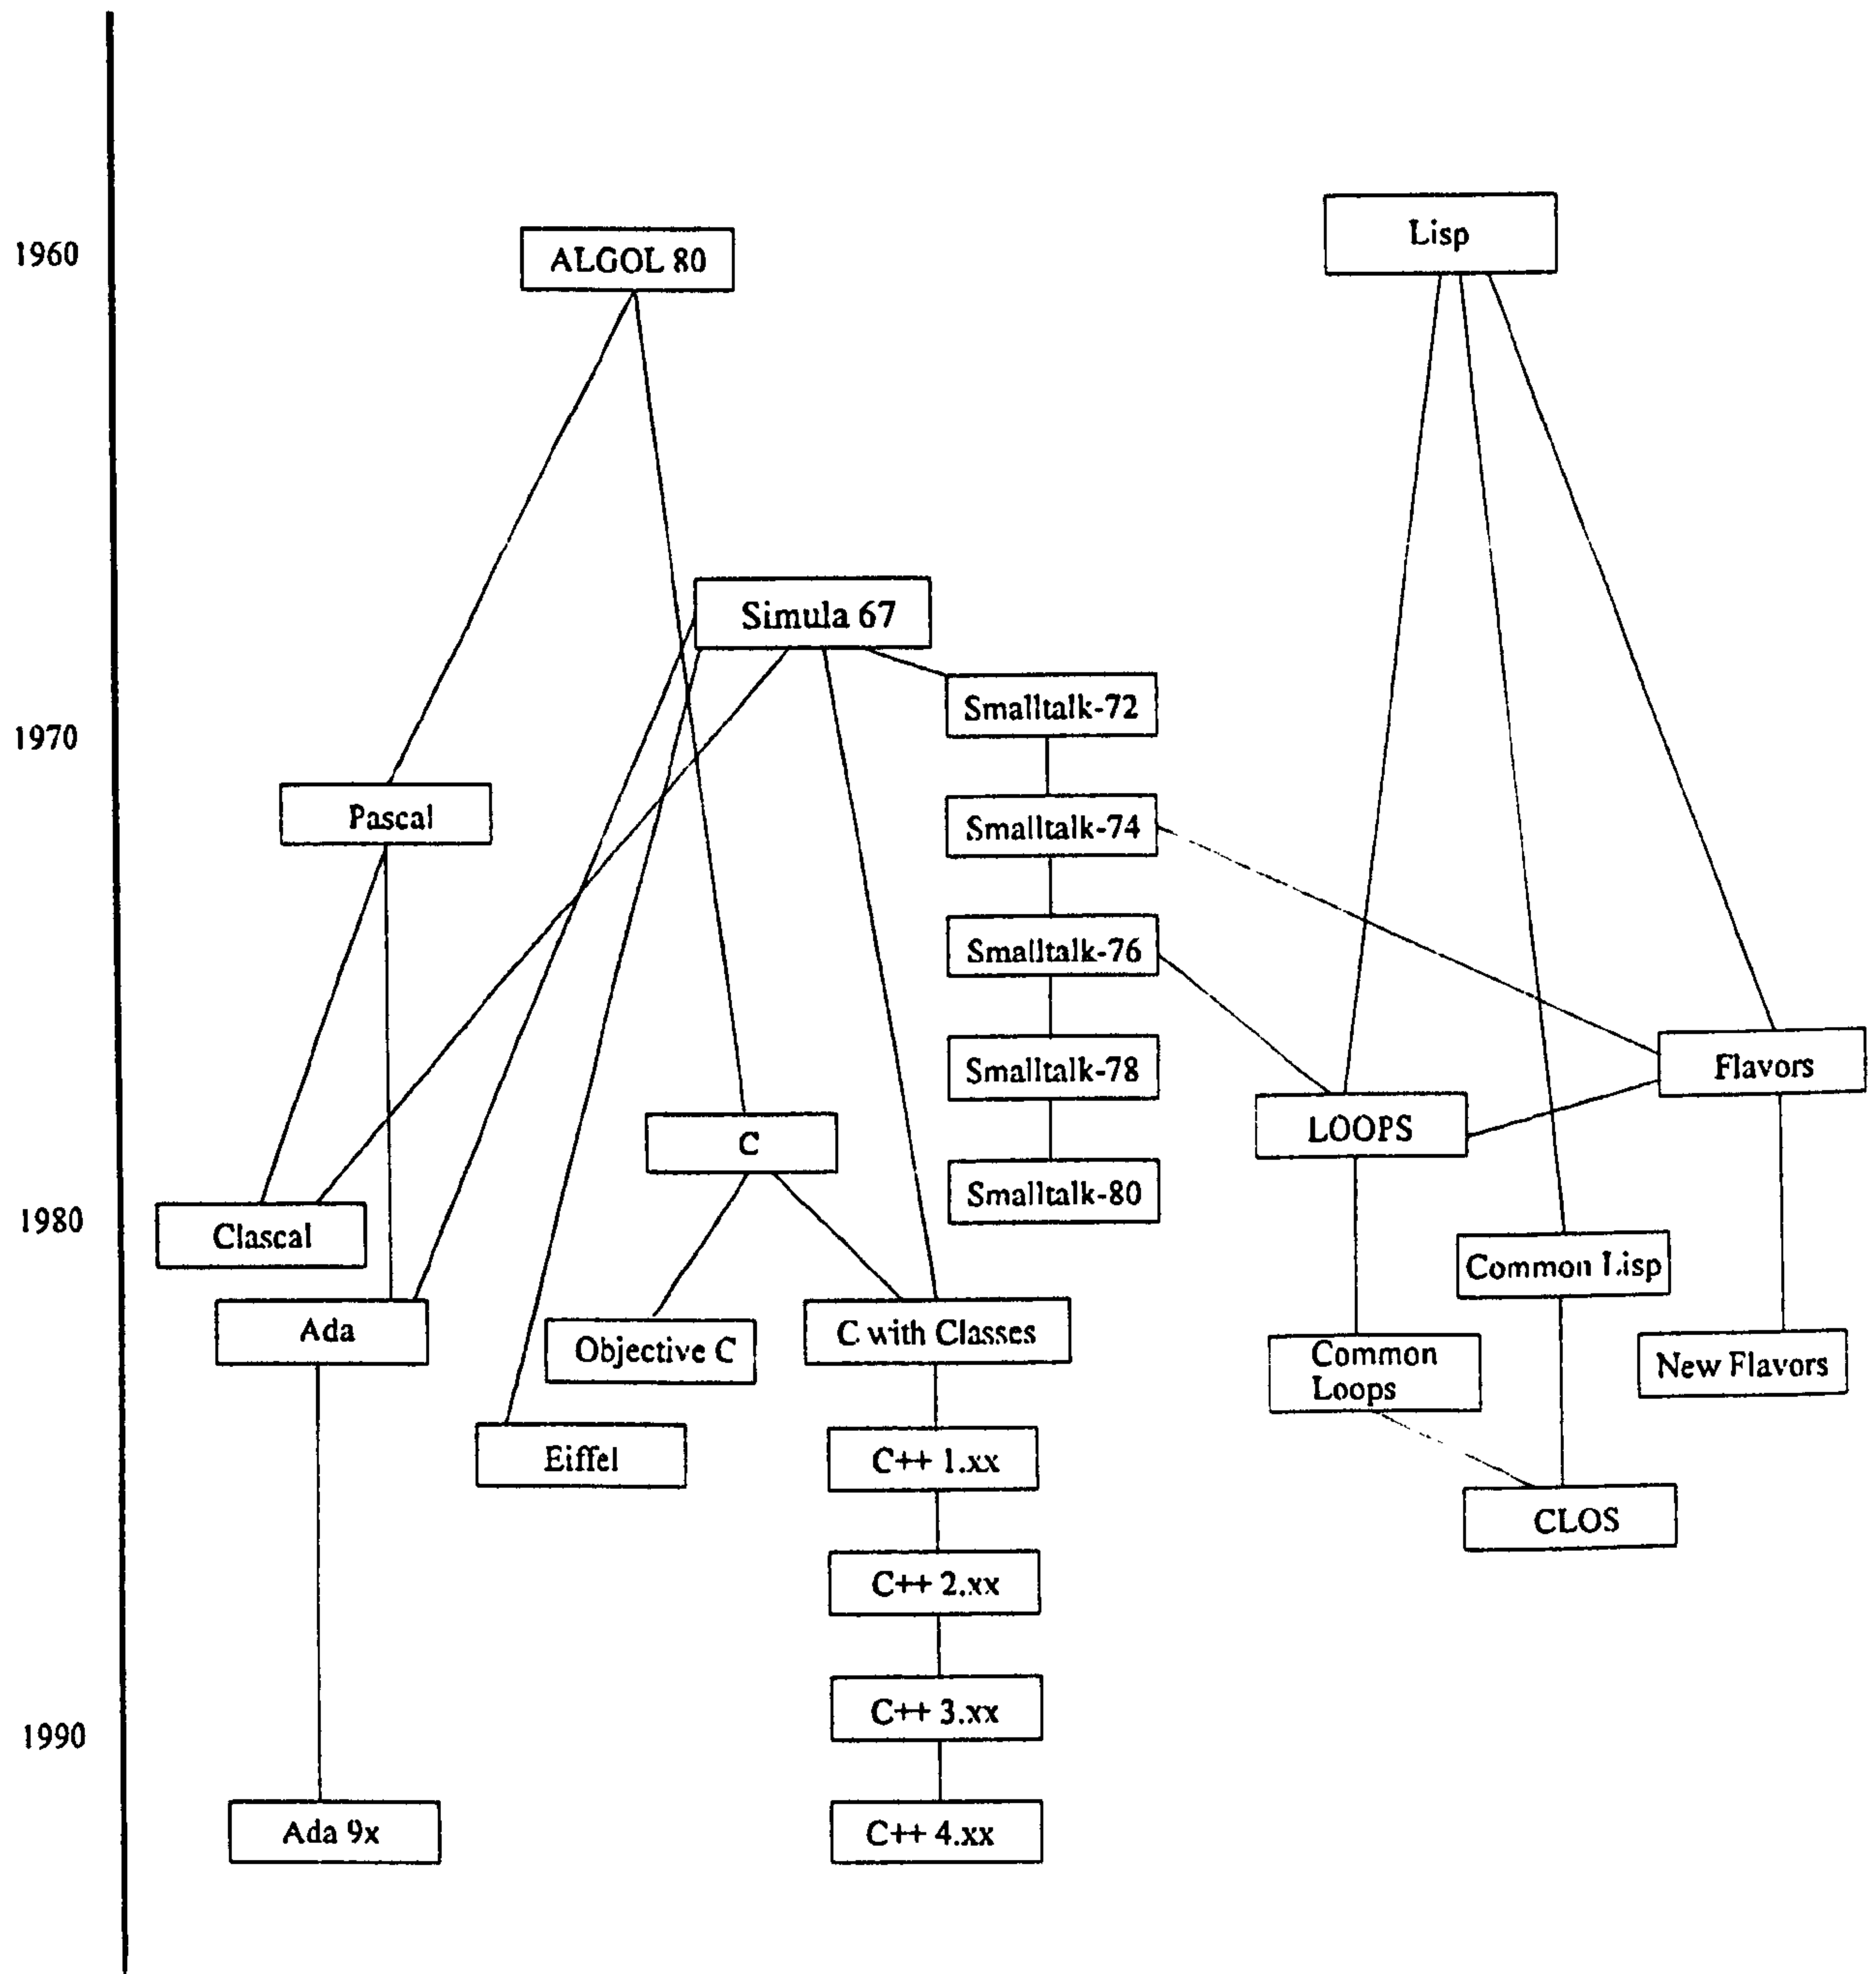 1960
ALGOL 80
Lisp
Simula 67
Smalltalk-72
1970
Pascal
Smalltalk-74
Smalltalk-76
Smalltalk-78
Flavors
LOOPS
C
Smalltalk-80
1980
Clascal
Common Lisp
Ada
Objective C
C with Classes
Common
Loops
New Flavors
Eiffel
C++ 1.xx
CLOS
C++ 2.xx
C++ 3.xx
1990
Ada 9x
C++ 4.xx